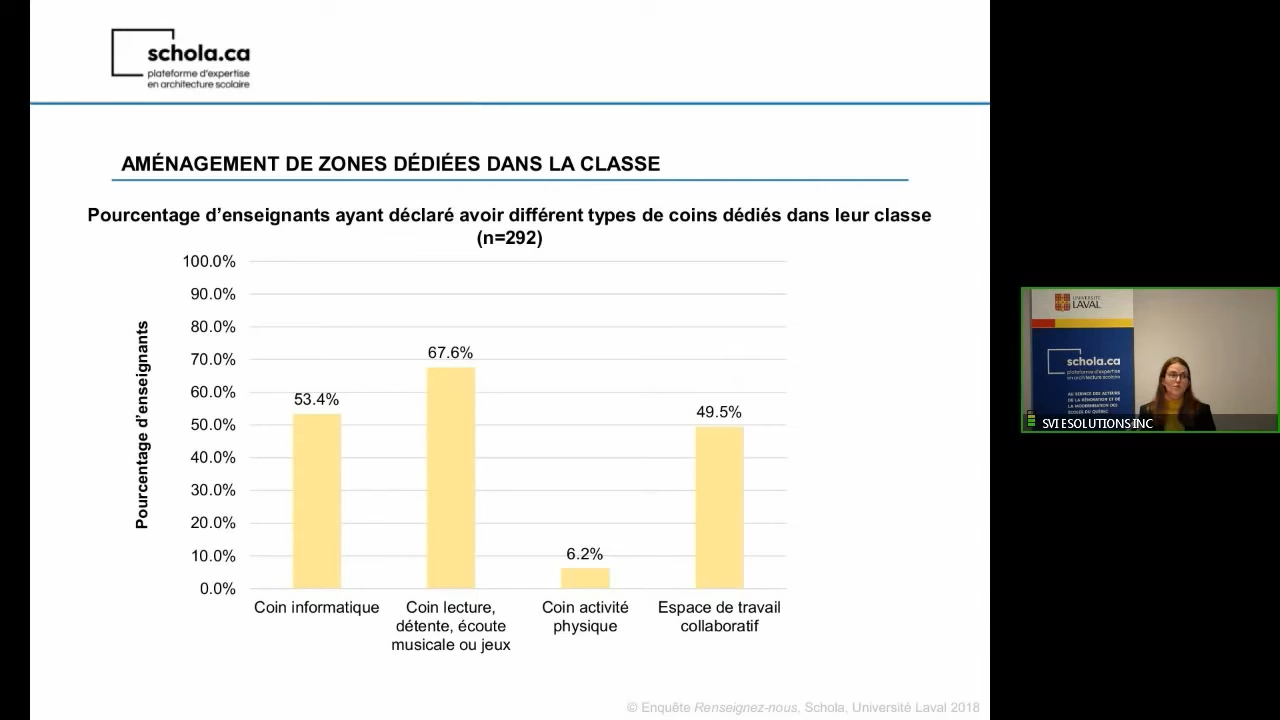 schola.ca
plateforme d'expertise
en architecture scolaire
AMÉNAGEMENT DE ZONES DÉDIÉES DANS LA CLASSE
Pourcentage d'enseignants ayant déclaré avoir différent types de coins dédiés dans leur classe
(n=292)
Pourcentage d'enseignants
100.0%
90.0%
80.0%
70.0%
60.0%
50.0%
40.0%
30.0%
20.0%
10.0%
0.0%
53.4%
67.6%
6.2%
49.5%
Coin informatique
Coin lecture,
détente, écoute
musicale ou jeux
Coin activité
physique
Espace de travail
collaboratif
© Enquête Renseignez-nous, Schola, Université Laval 2018
UNIVERSITÉ
LAVAL
schola.ca
plateforme d'expertise
en architecture scolaire
AU SERVICE DES ACTEURS
DE LA RÉNOVATION ET DE
LA MODERNISATION DES
ÉCOLES DU QUÉBEC
SVI ESOLUTIONS INC